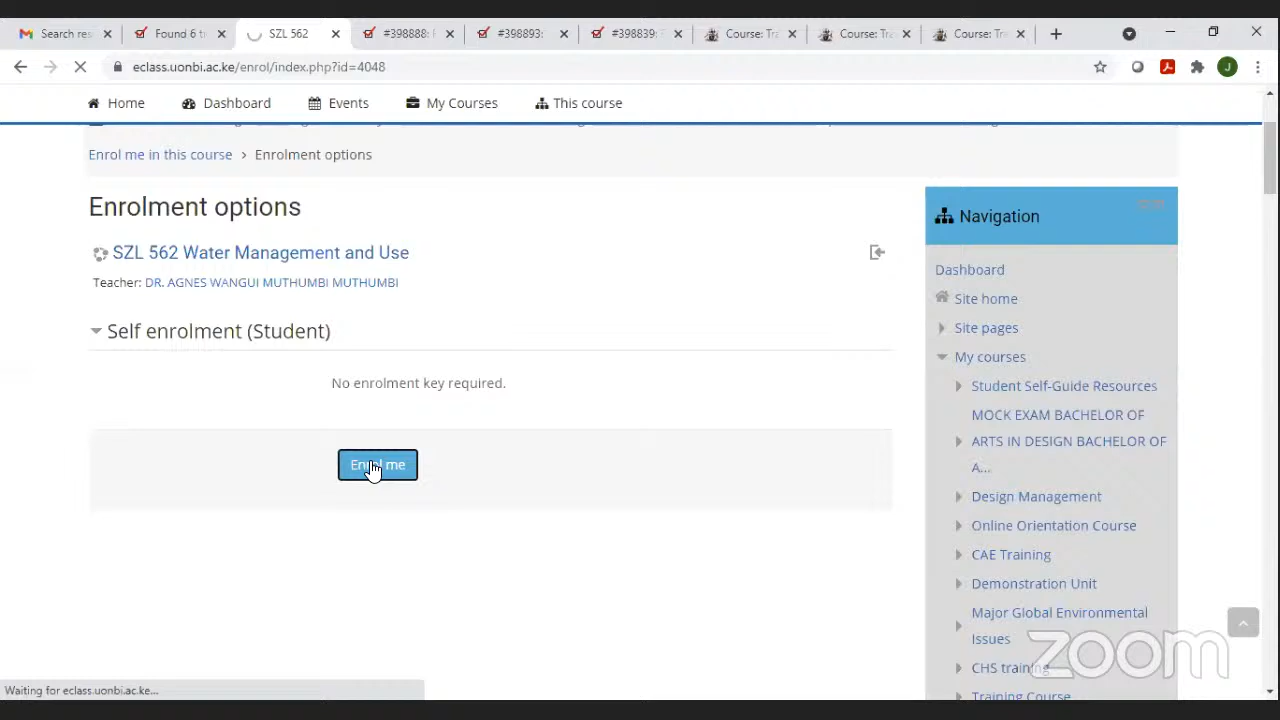 Search res
Found 6 t
SZL 562
#398888:
#398893:
#398839:
Course: Tra
Course: Tra
Course: Tra
eclass.uonbi.ac.ke/enrol/index.php?id=4048
J
Home
Dashboard
Events
My Courses
This course
Enrol me in this course > Enrolment options
Enrolment options
SZL 562 Water Management and Use
Teacher: DR. AGNES WANGUI MUTHUMBI MUTHUMBI
Self enrolment (Student)
No enrolment key required.
Enrol me
Navigation
Dashboard
Site home
Site pages
My courses
Student Self-Guide Resources
MOCK EXAM BACHELOR OF
ARTS IN DESIGN BACHELOR OF
A...
Design Management
Online Orientation Course
CAE Training
Demonstration Unit
Major Global Environmental
Issues
CHS training
Training Course
zoom
Waiting for eclass.uonbi.ac.ke...